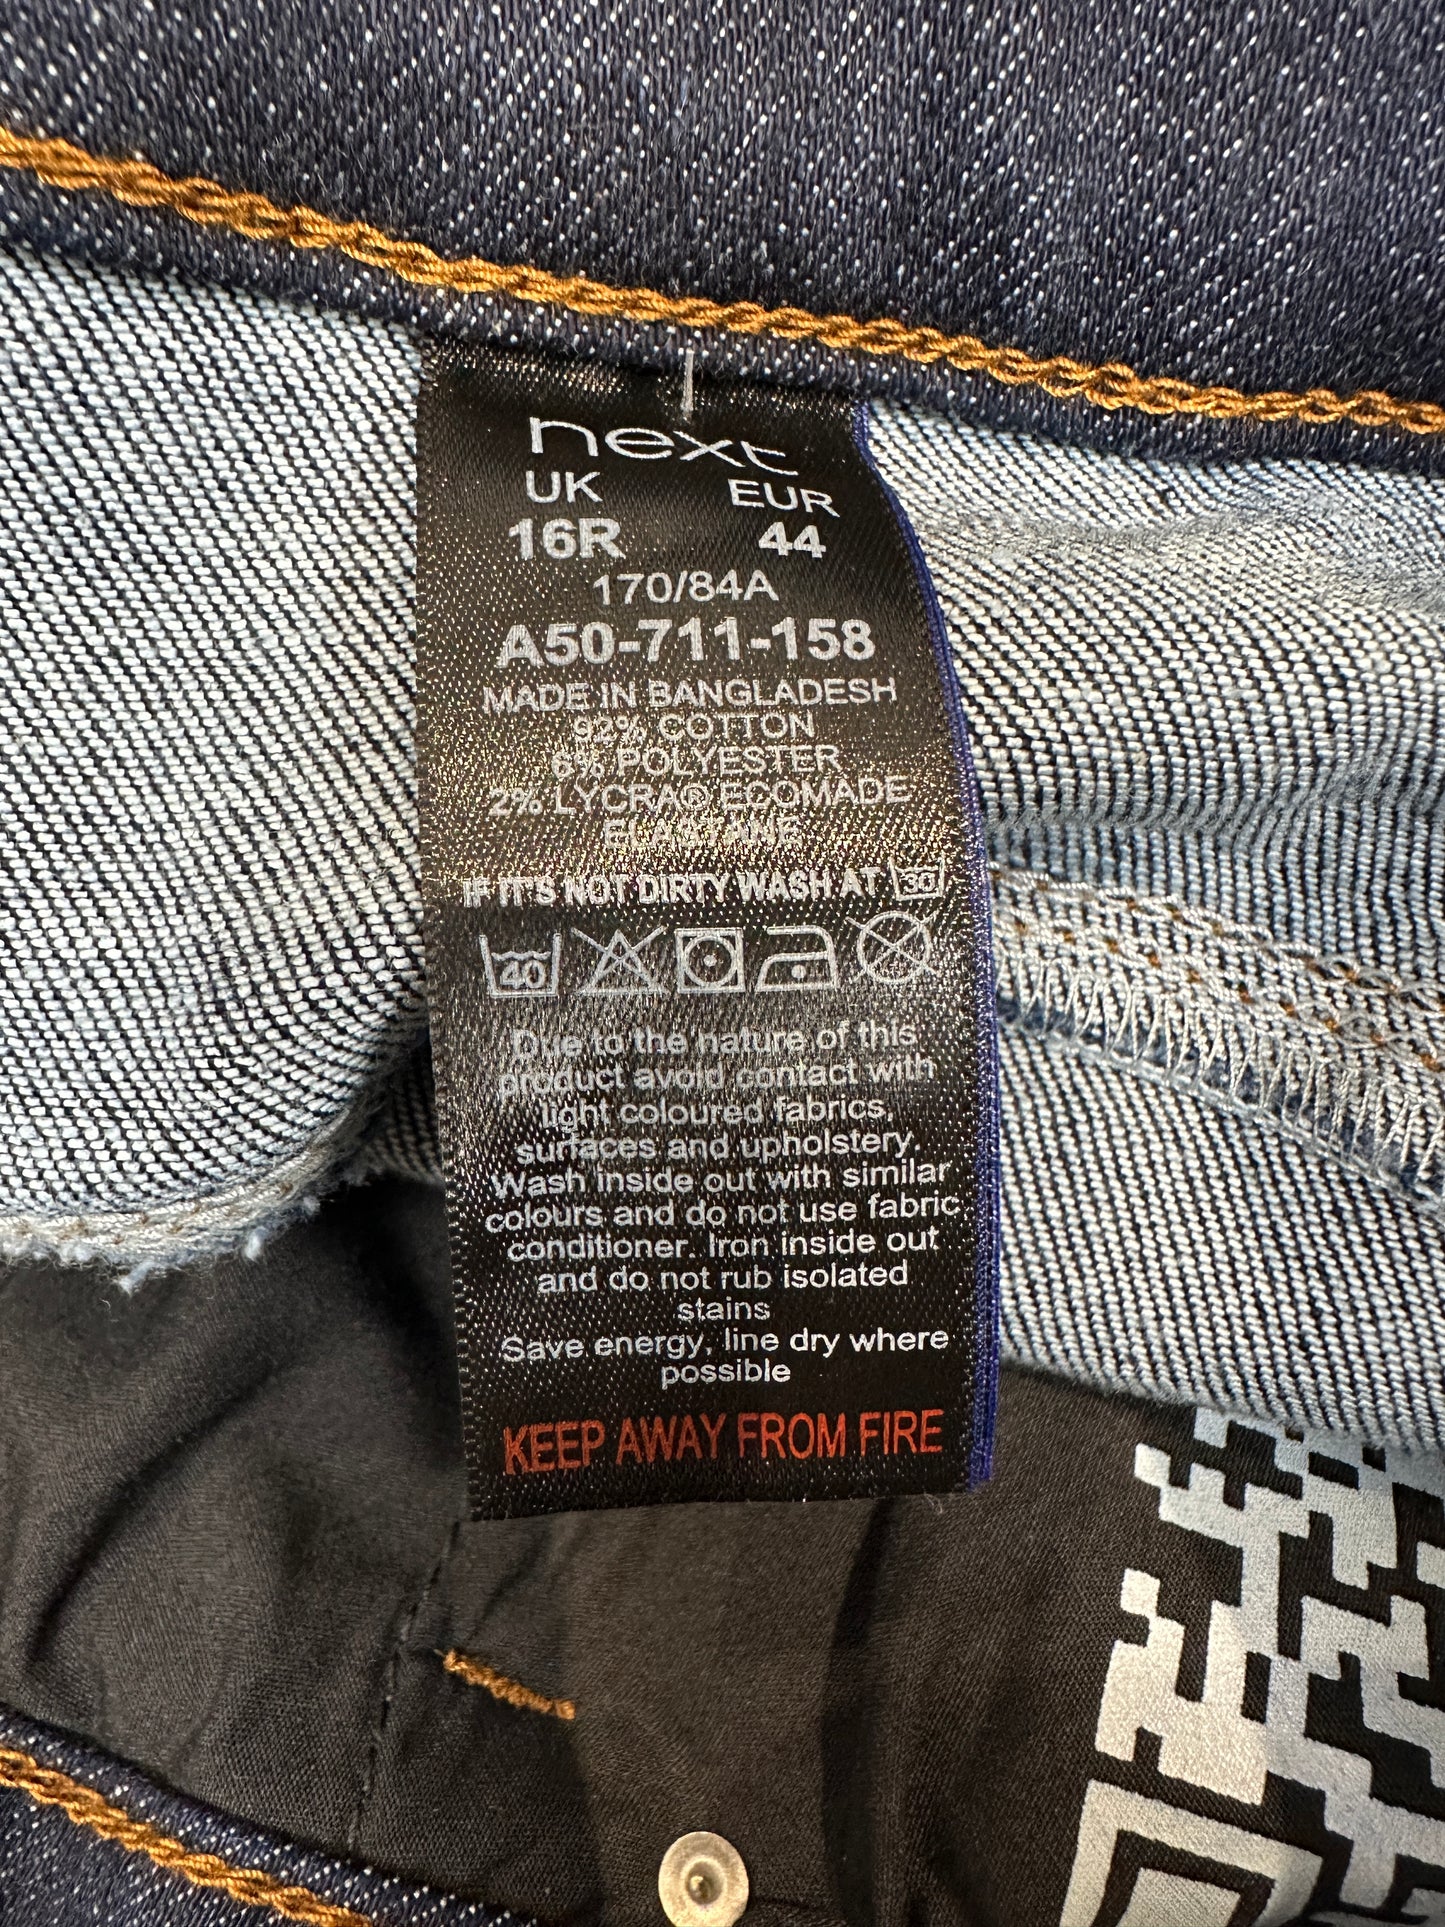 next
UK EUR
16R 44
170/84A
A50-711-158
MADE IN BANGLADESH
92% COTTON
6% POLYESTER
2% LYCRA® ECOMADE
ELASTANE
IF IT'S NOT DIRTY WASH AT 30
40
Due to the nature of this
product avoid contact with
light coloured fabrics,
surfaces and upholstery.
Wash inside out with similar
colours and do not use fabric
conditioner. Iron inside out
and do not rub isolated
stains
Save energy, line dry where
possible
KEEP AWAY FROM FIRE